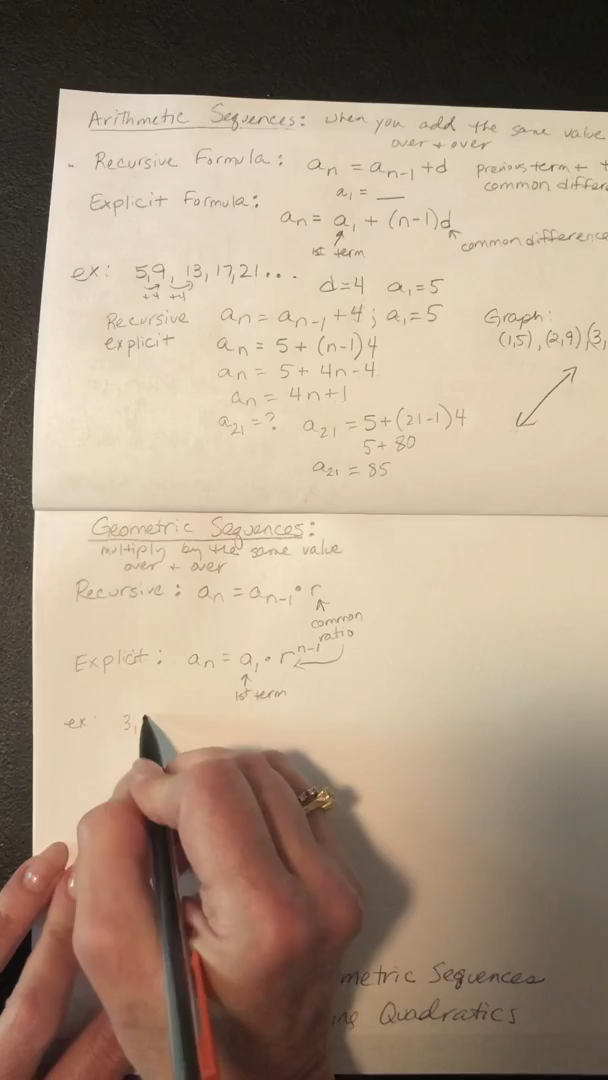 Arithmetic Sequences: when you add the same value
over + over
Recursive Formula: aₙ = aₙ₋₁ + d previous term +
a₁ = __ common differ
Explicit Formula:
aₙ = a₁ + (n-1)d
1st term common difference
ex: 5,9, 13, 17, 21 ...
+4 +4 d=4 a₁=5
Recursive aₙ = aₙ₋₁ + 4 ; a₁ = 5 Graph:
explicit aₙ = 5 + (n-1)4 (1,5), (2,9) (3,
aₙ = 5 + 4n - 4
aₙ = 4n+1
a₂₁ = ? a₂₁ = 5+(21-1)4
5 + 80
a₂₁ = 85
Geometric Sequences:
multiply by the same value
over + over
Recursive: aₙ = aₙ₋₁ • r
common
ratio
Explicit: aₙ = a₁ • rⁿ⁻¹
1st term
ex: 3,
metric Sequences
Quadratics